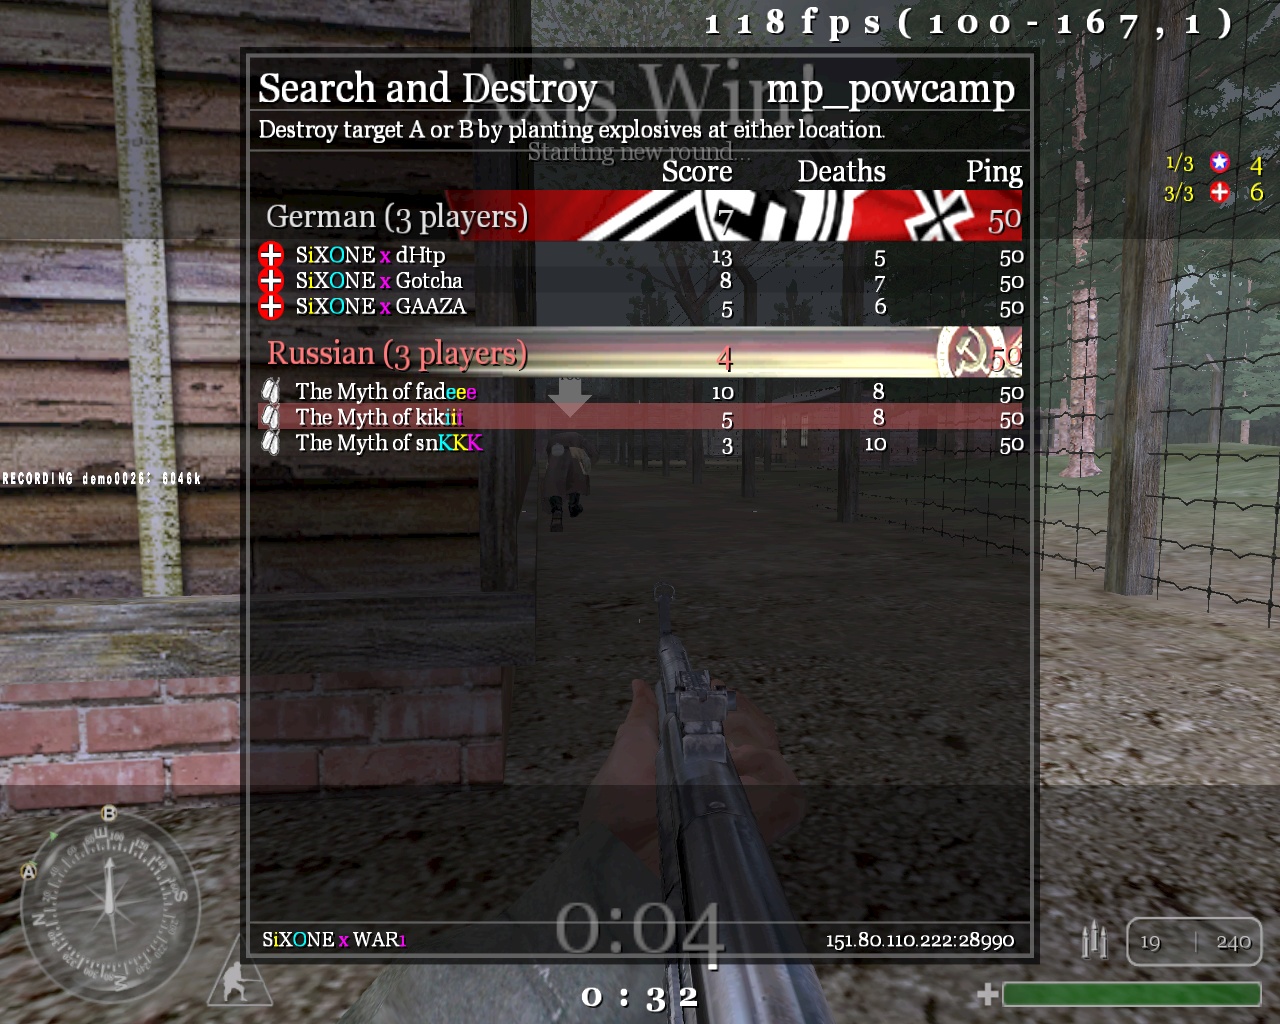 118fps(100-167,1)
Search and Destroy mp_powcamp
Axis Win!
Destroy target A or B by planting explosives at either location.
Starting new round...
Score Deaths Ping
1/3 4
3/3 6
German (3 players) 7 50
SiXONE x dHtp 13 5 50
SiXONE x Gotcha 8 7 50
SiXONE x GAAZA 5 6 50
Russian (3 players) 4 50
The Myth of fadeee 10 8 50
The Myth of kikiii 5 8 50
The Myth of snKKK 3 10 50
RECORDING demo0026: 6046k
B
A
0:04
SiXONE x WAR1 151.80.110.222:28990
19 | 240
0:32